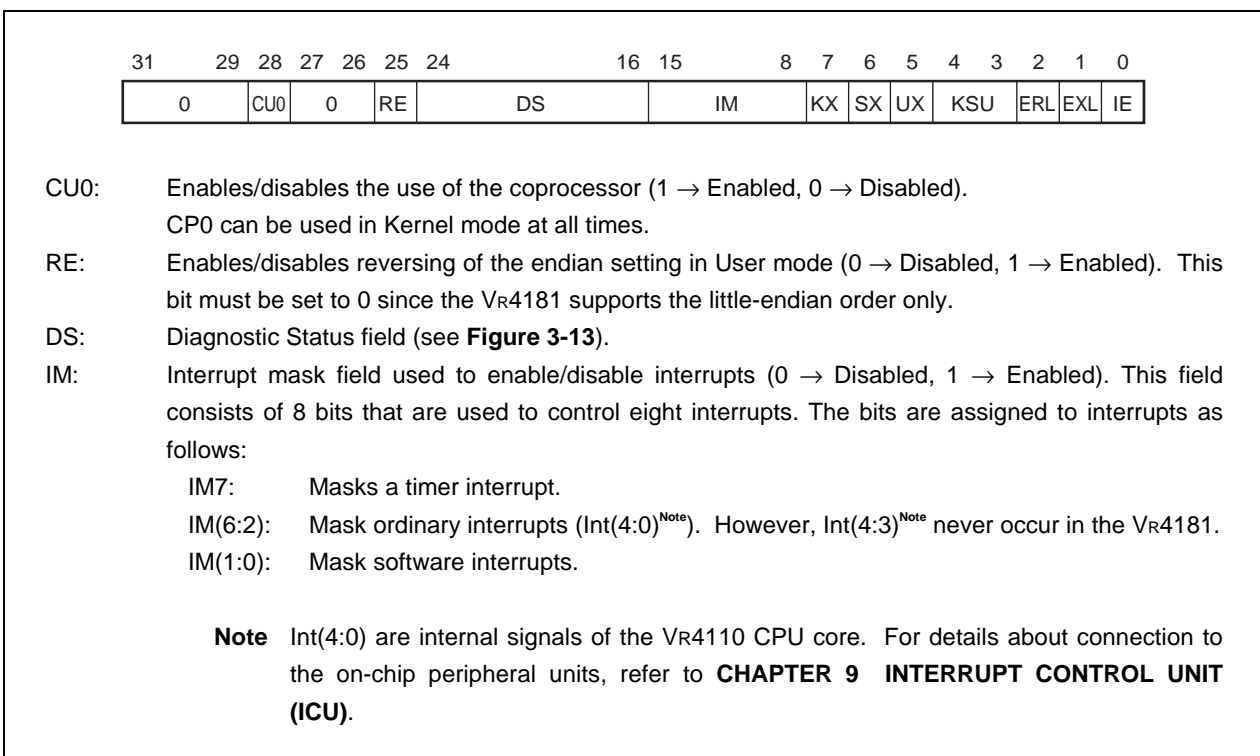 31 29 28 27 26 25 24 16 15 8 7 6 5 4 3 2 1 0
0 CU0 0 RE DS IM KX SX UX KSU ERL EXL IE
CU0: Enables/disables the use of the coprocessor (1 → Enabled, 0 → Disabled).
CP0 can be used in Kernel mode at all times.
RE: Enables/disables reversing of the endian setting in User mode (0 → Disabled, 1 → Enabled). This
bit must be set to 0 since the VR4181 supports the little-endian order only.
DS: Diagnostic Status field (see Figure 3-13).
IM: Interrupt mask field used to enable/disable interrupts (0 → Disabled, 1 → Enabled). This field
consists of 8 bits that are used to control eight interrupts. The bits are assigned to interrupts as
follows:
IM7: Masks a timer interrupt.
IM(6:2): Mask ordinary interrupts (Int(4:0)Note). However, Int(4:3)Note never occur in the VR4181.
IM(1:0): Mask software interrupts.
Note Int(4:0) are internal signals of the VR4110 CPU core. For details about connection to
the on-chip peripheral units, refer to CHAPTER 9 INTERRUPT CONTROL UNIT
(ICU).